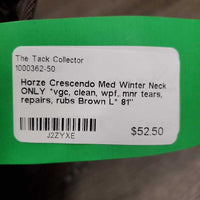 The Tack Collector
1000362-50
Horze Crescendo Med Winter Neck
ONLY *vgc, clean, wpf, mnr tears,
repairs, rubs Brown L* 81"
$52.50
J2ZYXE